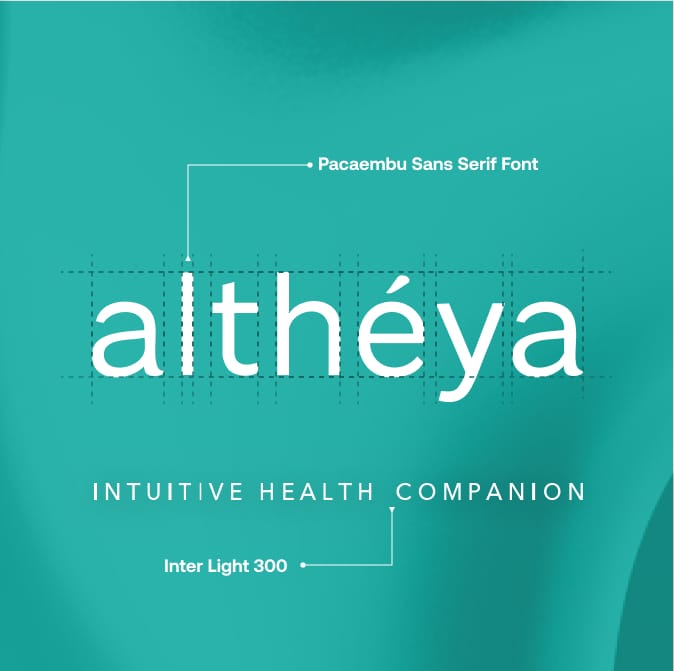 Pacaembu Sans Serif Font
althéya
INTUITIVE HEALTH COMPANION
Inter Light 300